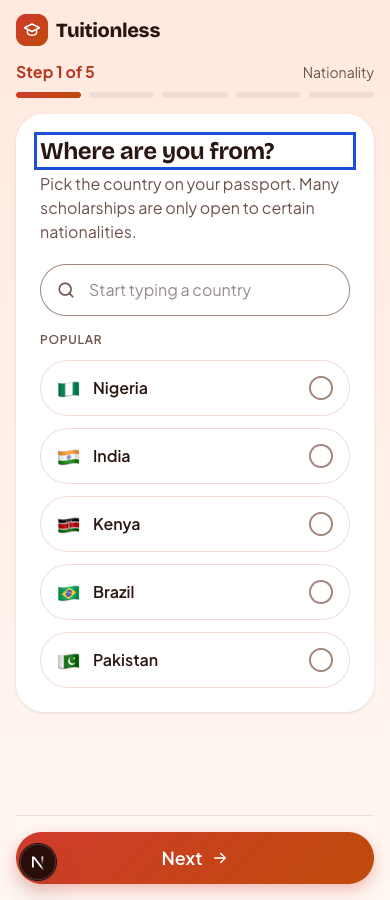 Tuitionless
Step 1 of 5
Nationality
Where are you from?
Pick the country on your passport. Many
scholarships are only open to certain
nationalities.
Start typing a country
POPULAR
Nigeria
India
Kenya
Brazil
Pakistan
N
Next →